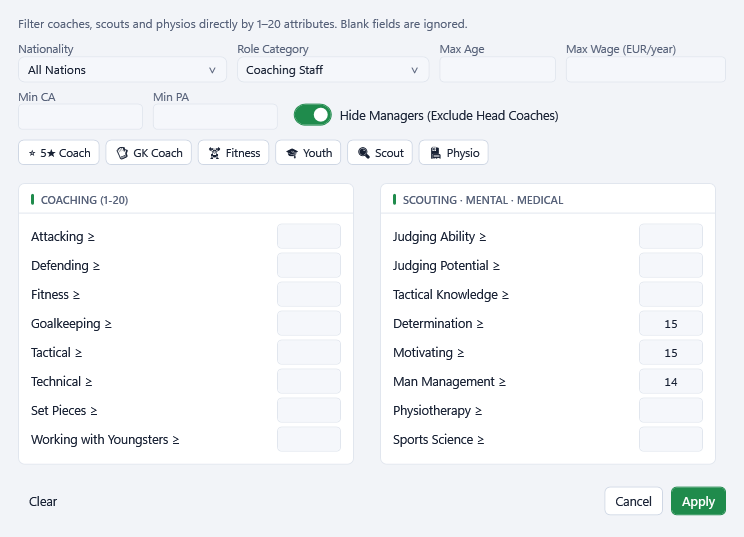 Filter coaches, scouts and physios directly by 1–20 attributes. Blank fields are ignored.
Nationality
Role Category
Max Age
Max Wage (EUR/year)
All Nations
Coaching Staff
Min CA
Min PA
Hide Managers (Exclude Head Coaches)
⭐ 5★ Coach
GK Coach
Fitness
Youth
Scout
Physio
COACHING (1-20)
Attacking ≥
Defending ≥
Fitness ≥
Goalkeeping ≥
Tactical ≥
Technical ≥
Set Pieces ≥
Working with Youngsters ≥
SCOUTING · MENTAL · MEDICAL
Judging Ability ≥
Judging Potential ≥
Tactical Knowledge ≥
Determination ≥ 15
Motivating ≥ 15
Man Management ≥ 14
Physiotherapy ≥
Sports Science ≥
Clear
Cancel
Apply